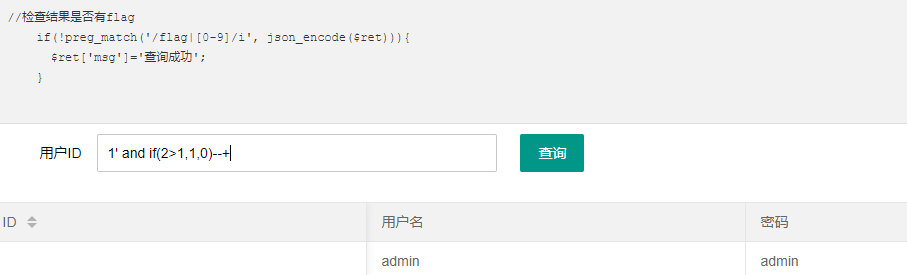 //检查结果是否有flag
if(!preg_match('/flag|[0-9]/i', json_encode($ret))){
$ret['msg']='查询成功';
}
用户ID 1' and if(2>1,1,0)--+ 查询
ID 用户名 密码
admin admin